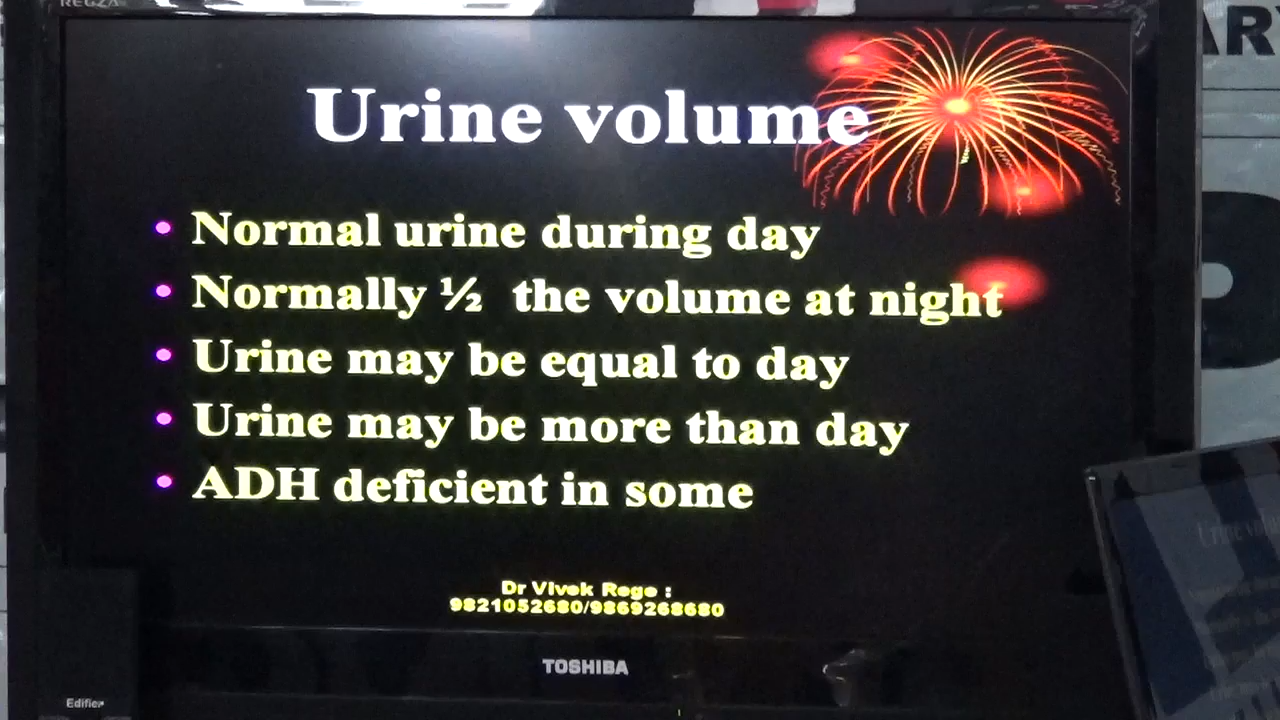 REGZA
Urine volume
• Normal urine during day
• Normally ½ the volume at night
• Urine may be equal to day
• Urine may be more than day
• ADH deficient in some
Dr Vivek Rege :
9821052680/9869268680
TOSHIBA
Edifier